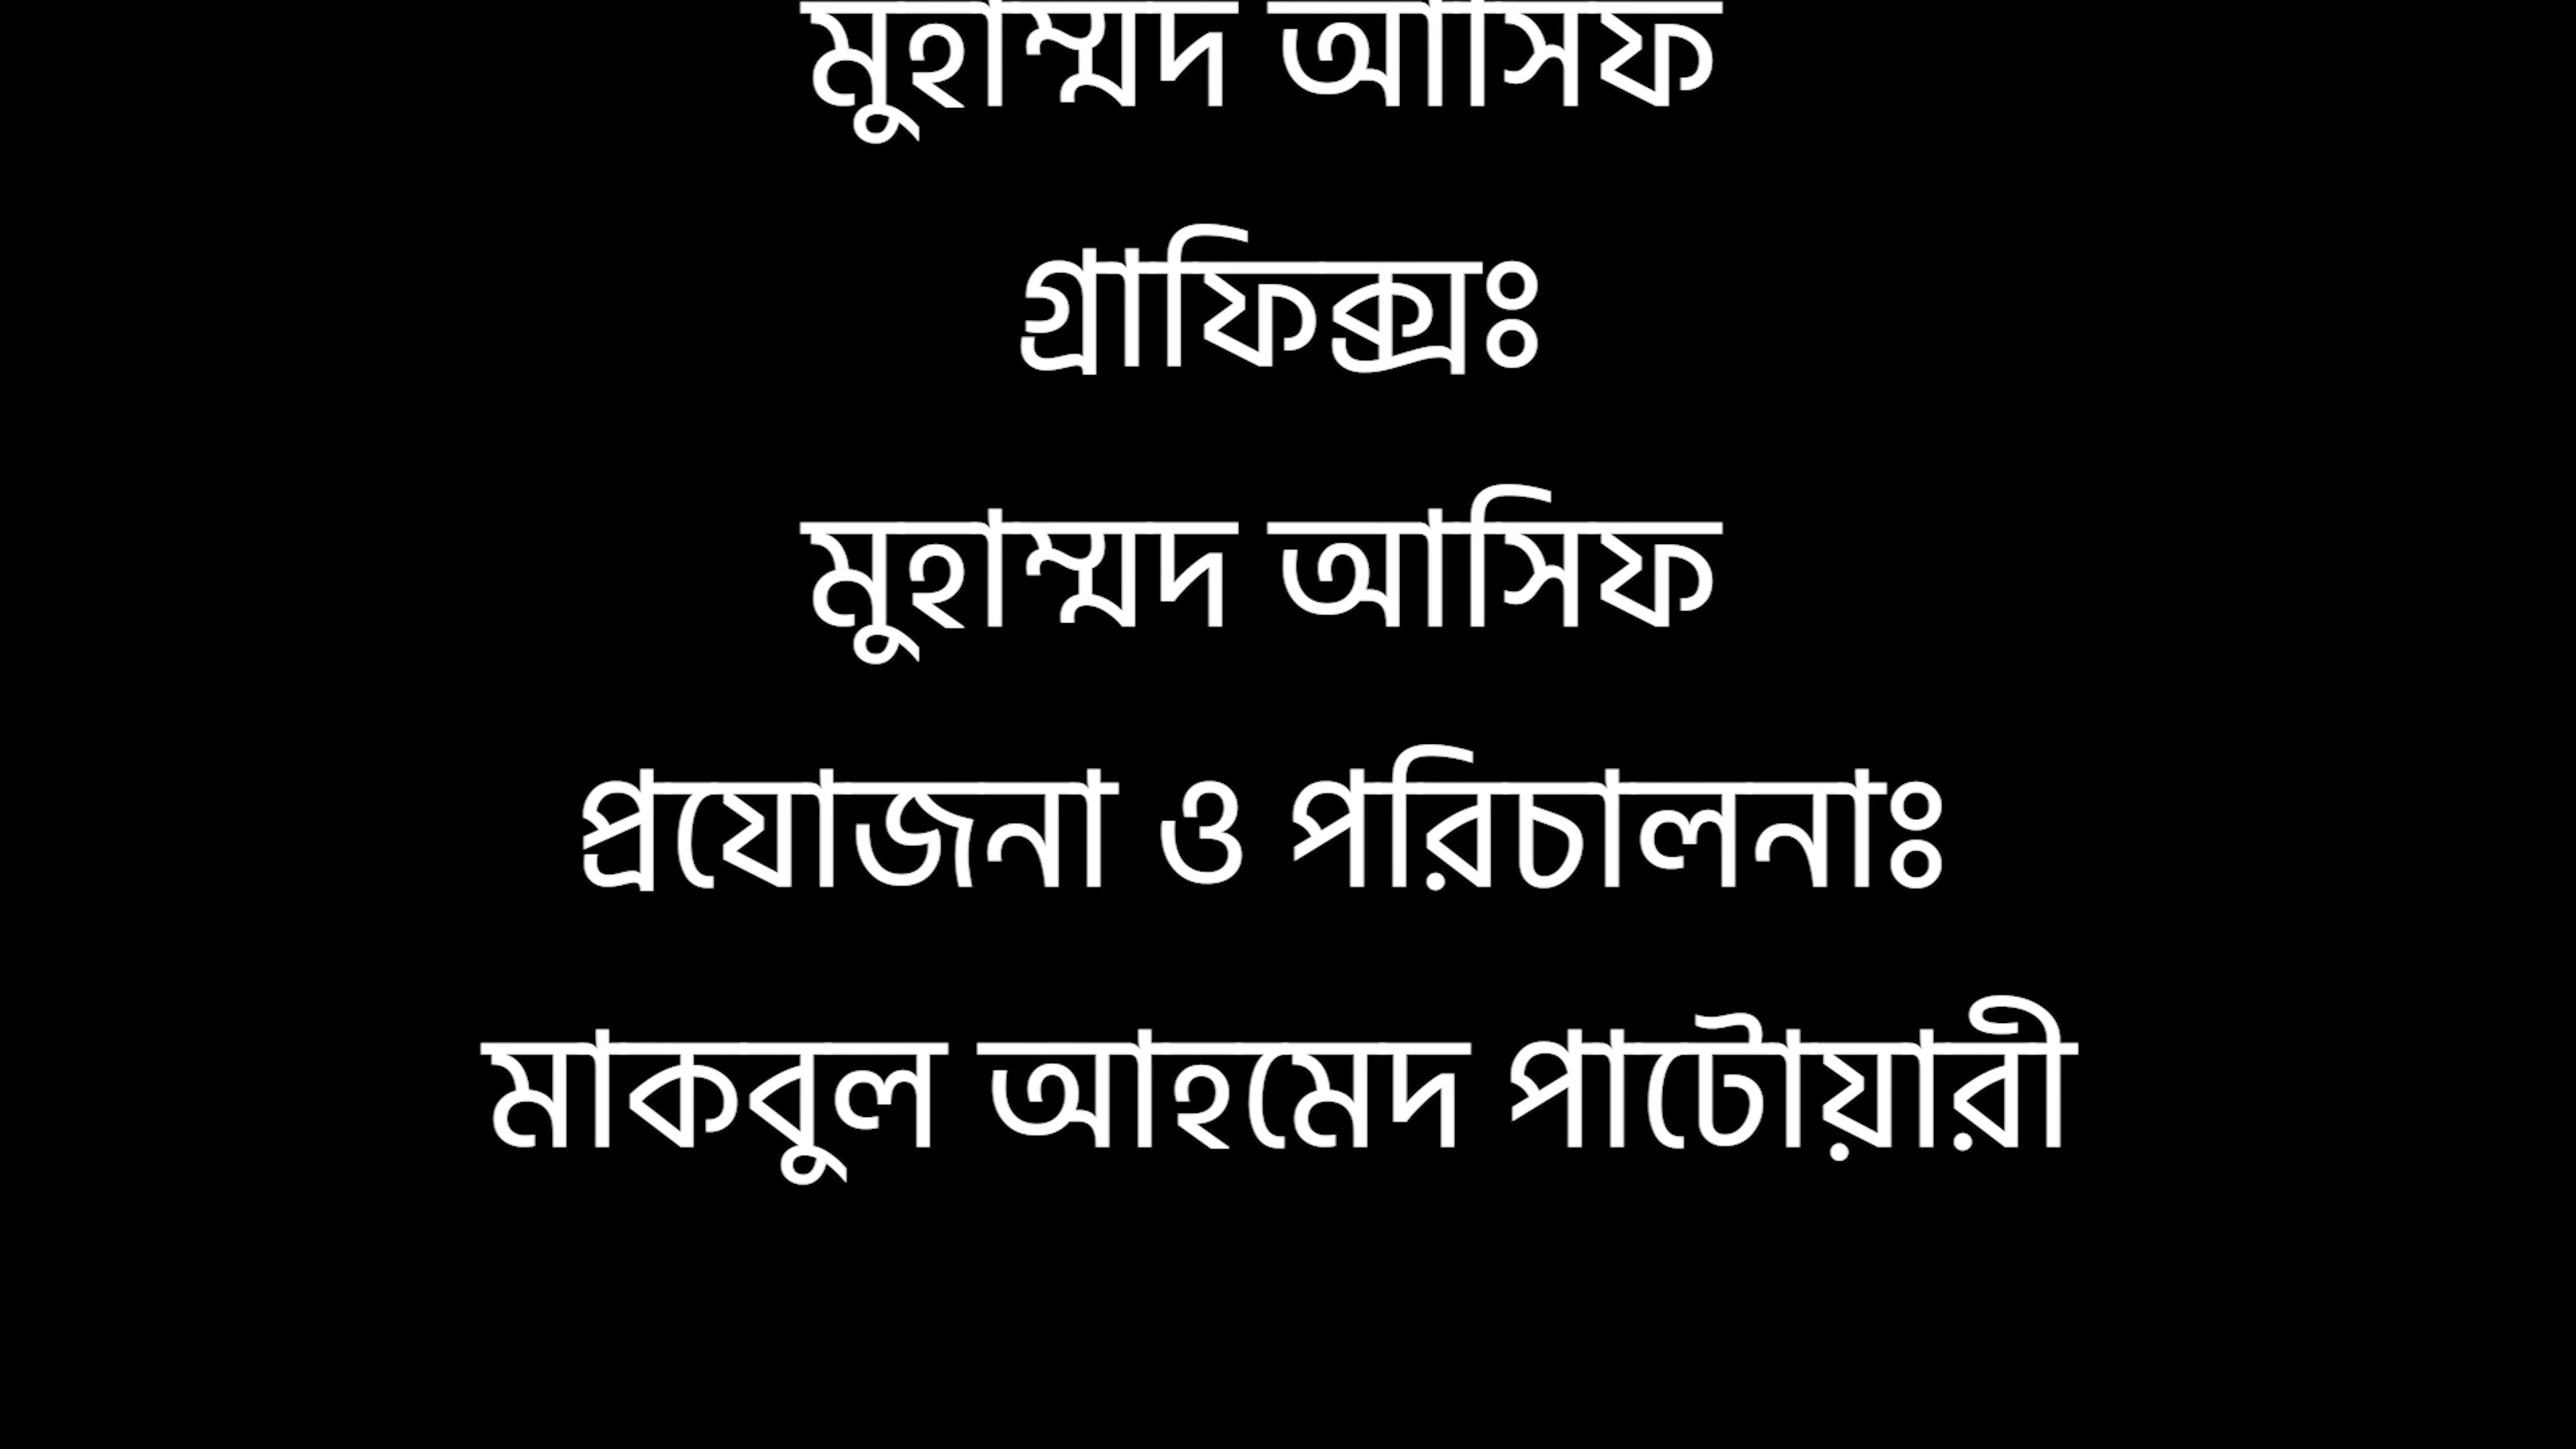 মুহাম্মদ আসিফ
গ্রাফিক্সঃ
মুহাম্মদ আসিফ
প্রযোজনা ও পরিচালনাঃ
মাকবুল আহমেদ পাটোয়ারী